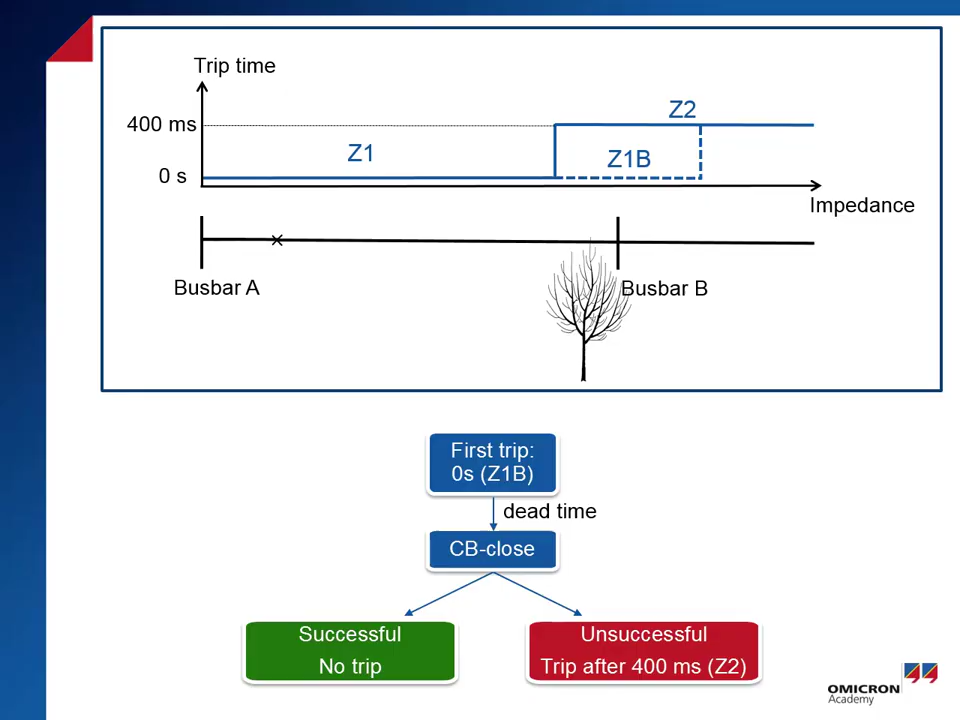 Trip time
400 ms
Z2
Z1
Z1B
0 s
Impedance
Busbar A
Busbar B
First trip:
0s (Z1B)
dead time
CB-close
Successful
No trip
Unsuccessful
Trip after 400 ms (Z2)
OMICRON
Academy